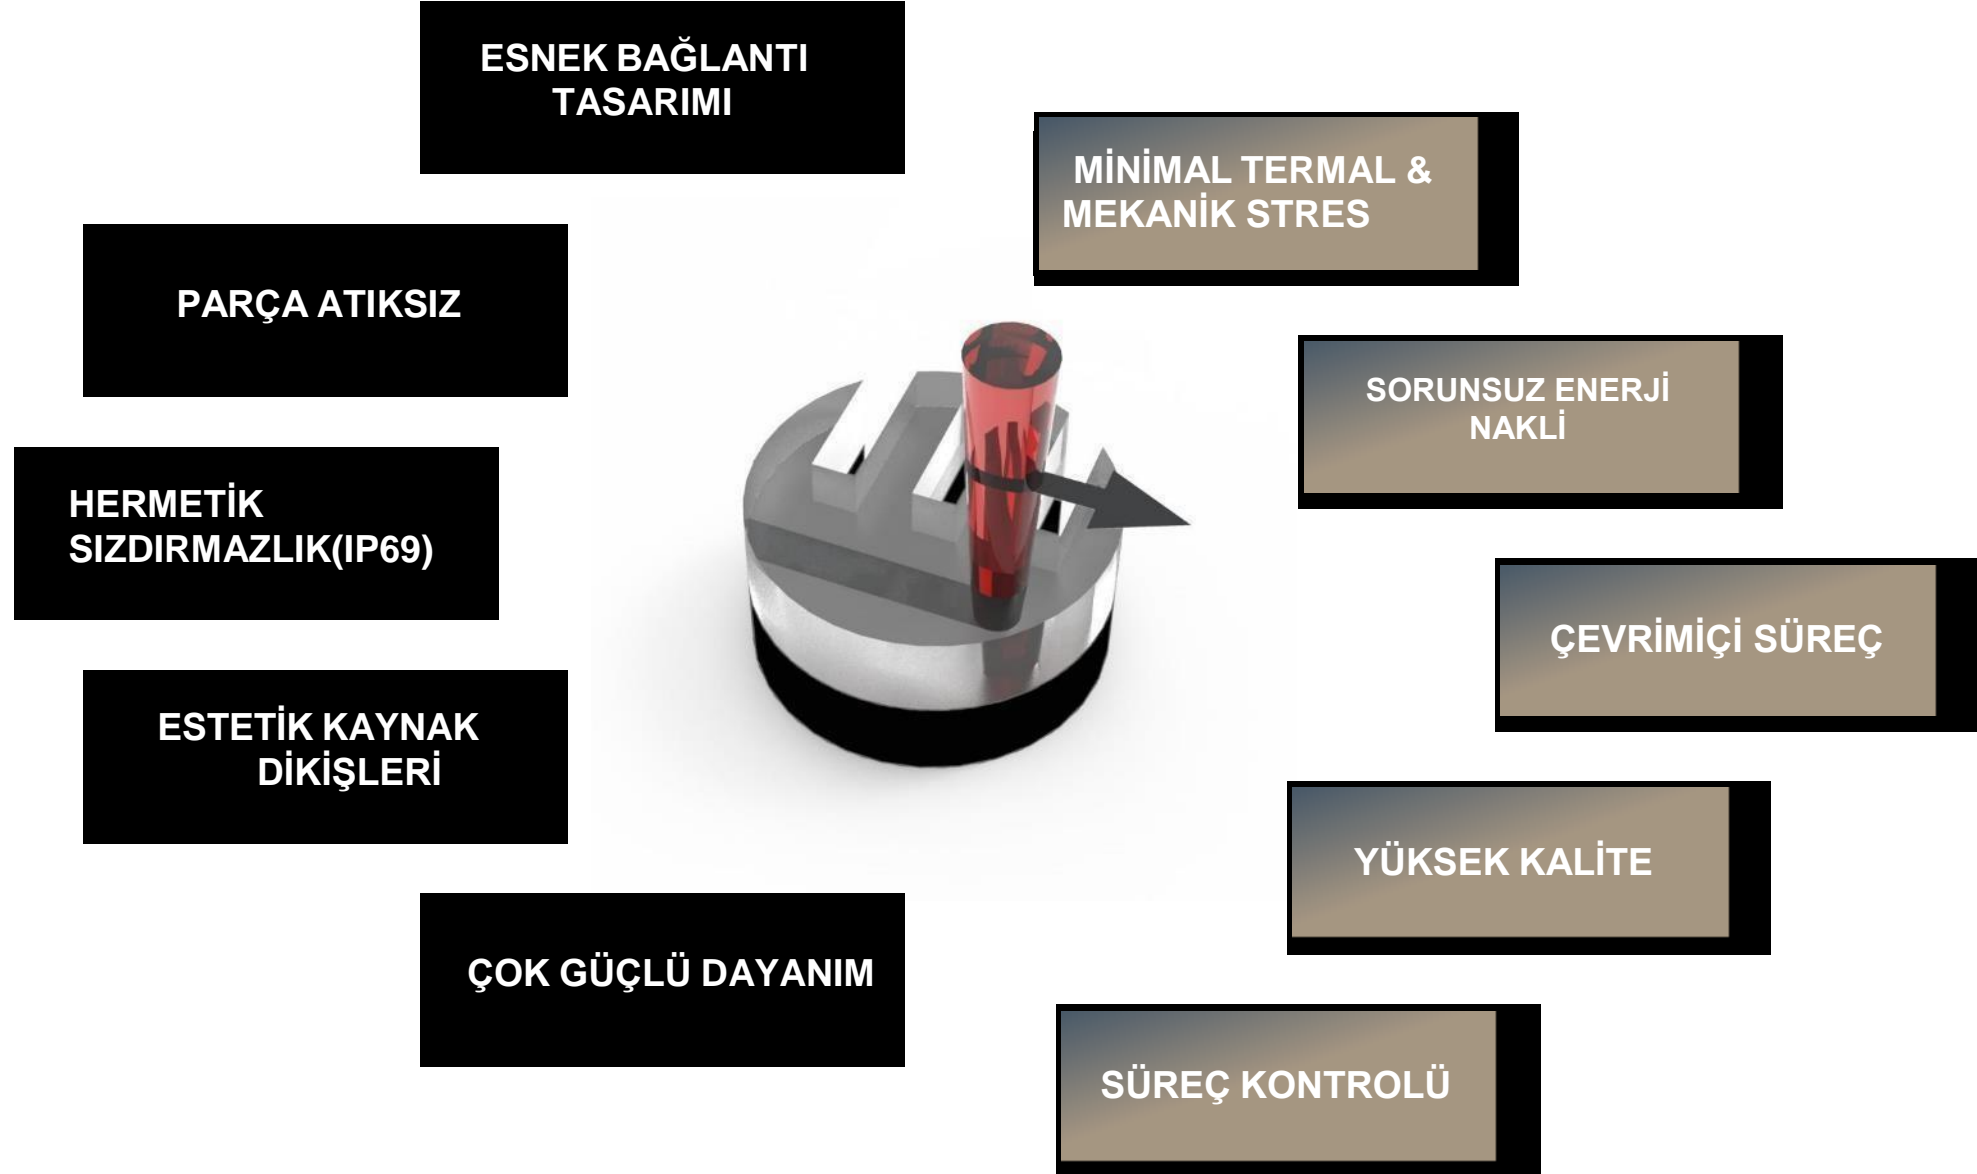 ESNEK BAĞLANTI
TASARIMI
MİNİMAL TERMAL &
MEKANİK STRES
PARÇA ATIKSIZ
SORUNSUZ ENERJİ
NAKLİ
HERMETİK
SIZDIRMAZLIK(IP69)
ÇEVRİMİÇİ SÜREÇ
ESTETİK KAYNAK
DİKİŞLERİ
YÜKSEK KALİTE
ÇOK GÜÇLÜ DAYANIM
SÜREÇ KONTROLÜ